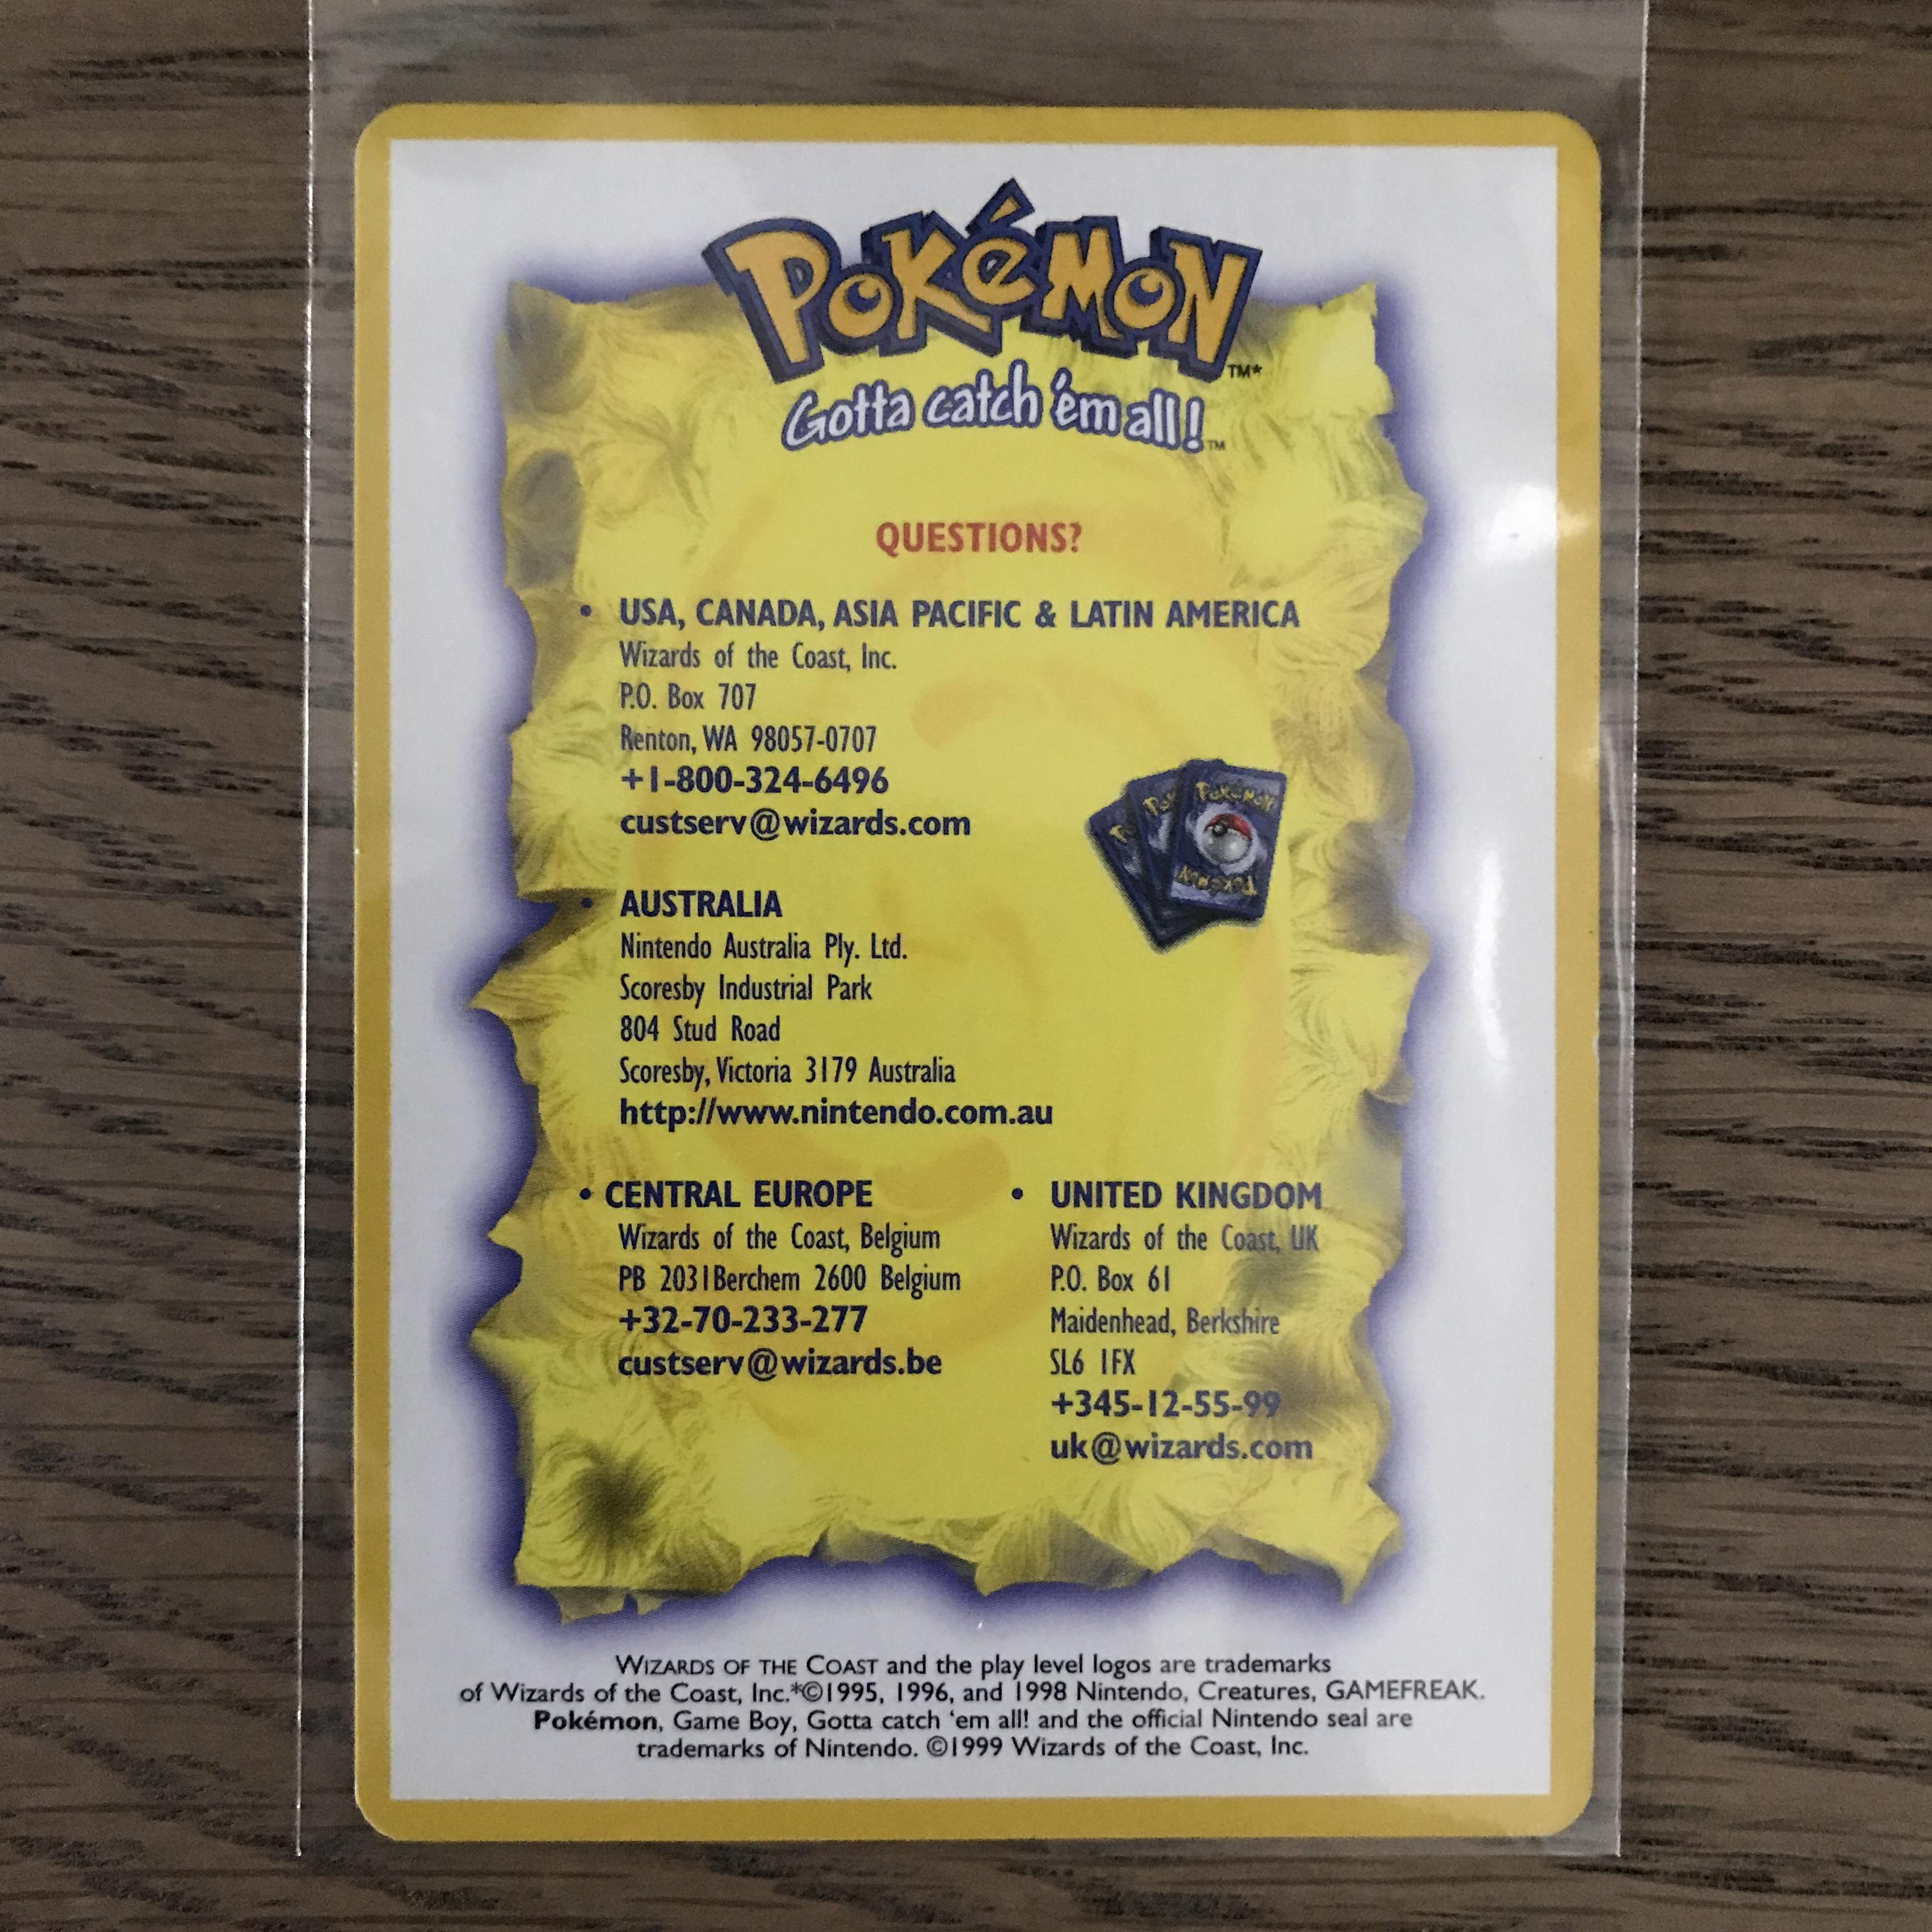 POKéMON
TM*
Gotta catch 'em all!
TM
QUESTIONS?
• USA, CANADA, ASIA PACIFIC & LATIN AMERICA
Wizards of the Coast, Inc.
P.O. Box 707
Renton, WA 98057-0707
+1-800-324-6496
custserv@wizards.com
Pokémon
Pokémon
• AUSTRALIA
Nintendo Australia Ply. Ltd.
Scoresby Industrial Park
804 Stud Road
Scoresby, Victoria 3179 Australia
http://www.nintendo.com.au
• CENTRAL EUROPE
Wizards of the Coast, Belgium
PB 2031Berchem 2600 Belgium
+32-70-233-277
custserv@wizards.be
• UNITED KINGDOM
Wizards of the Coast, UK
P.O. Box 61
Maidenhead, Berkshire
SL6 1FX
+345-12-55-99
uk@wizards.com
WIZARDS OF THE COAST and the play level logos are trademarks
of Wizards of the Coast, Inc.*©1995, 1996, and 1998 Nintendo, Creatures, GAMEFREAK.
Pokémon, Game Boy, Gotta catch 'em all! and the official Nintendo seal are
trademarks of Nintendo. ©1999 Wizards of the Coast, Inc.